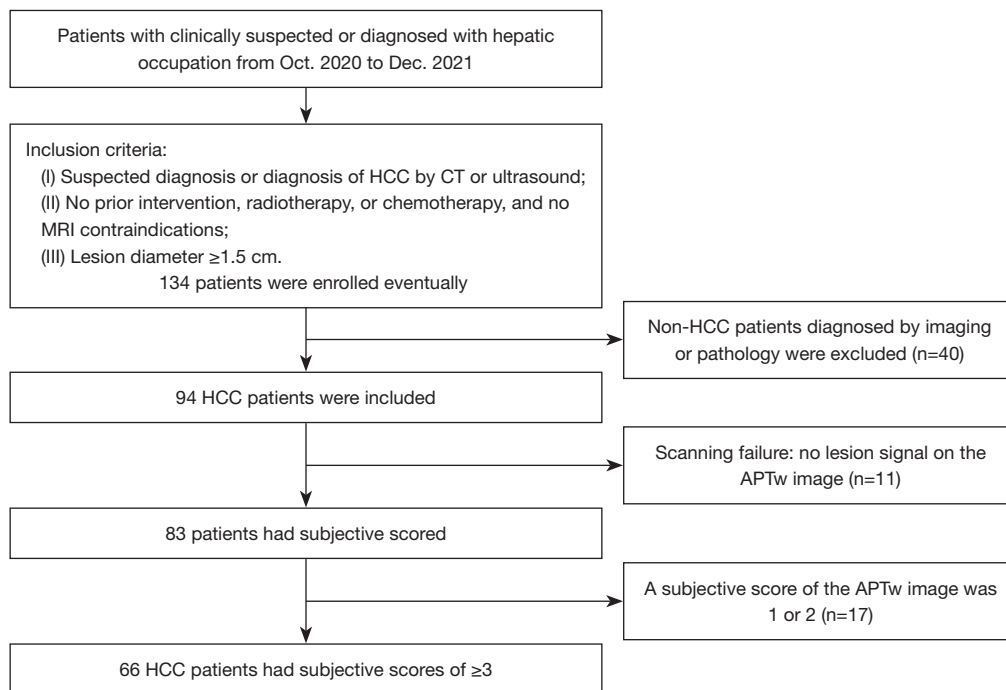 Patients with clinically suspected or diagnosed with hepatic
occupation from Oct. 2020 to Dec. 2021
Inclusion criteria:
(I) Suspected diagnosis or diagnosis of HCC by CT or ultrasound;
(II) No prior intervention, radiotherapy, or chemotherapy, and no
MRI contraindications;
(III) Lesion diameter ≥1.5 cm.
134 patients were enrolled eventually
Non-HCC patients diagnosed by imaging
or pathology were excluded (n=40)
94 HCC patients were included
Scanning failure: no lesion signal on the
APTw image (n=11)
83 patients had subjective scored
A subjective score of the APTw image was
1 or 2 (n=17)
66 HCC patients had subjective scores of ≥3